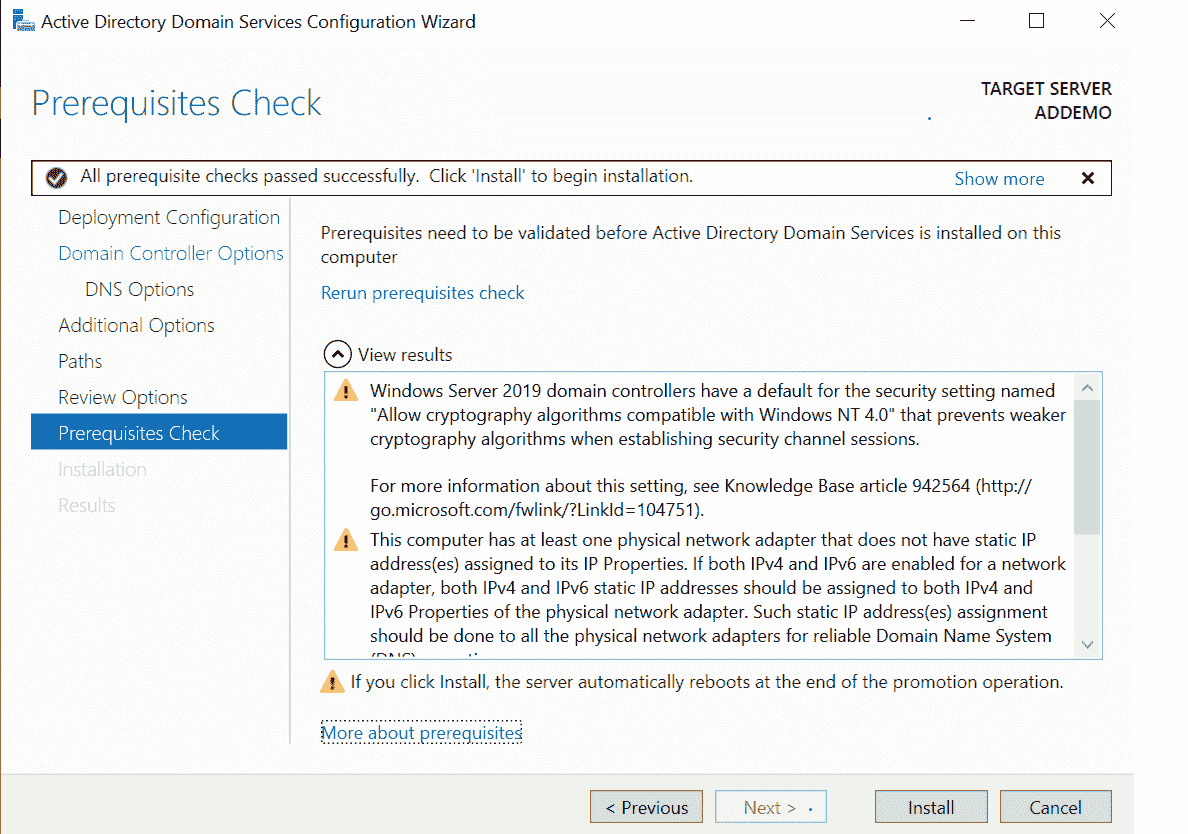 Active Directory Domain Services Configuration Wizard
Prerequisites Check
TARGET SERVER
ADDEMO
All prerequisite checks passed successfully.  Click 'Install' to begin installation.
Show more
Deployment Configuration
Domain Controller Options
DNS Options
Additional Options
Paths
Review Options
Prerequisites Check
Installation
Results
Prerequisites need to be validated before Active Directory Domain Services is installed on this
computer
Rerun prerequisites check
View results
Windows Server 2019 domain controllers have a default for the security setting named
"Allow cryptography algorithms compatible with Windows NT 4.0" that prevents weaker
cryptography algorithms when establishing security channel sessions.
For more information about this setting, see Knowledge Base article 942564 (http://
go.microsoft.com/fwlink/?LinkId=104751).
This computer has at least one physical network adapter that does not have static IP
address(es) assigned to its IP Properties. If both IPv4 and IPv6 are enabled for a network
adapter, both IPv4 and IPv6 static IP addresses should be assigned to both IPv4 and
IPv6 Properties of the physical network adapter. Such static IP address(es) assignment
should be done to all the physical network adapters for reliable Domain Name System
If you click Install, the server automatically reboots at the end of the promotion operation.
More about prerequisites
< Previous
Next >
Install
Cancel